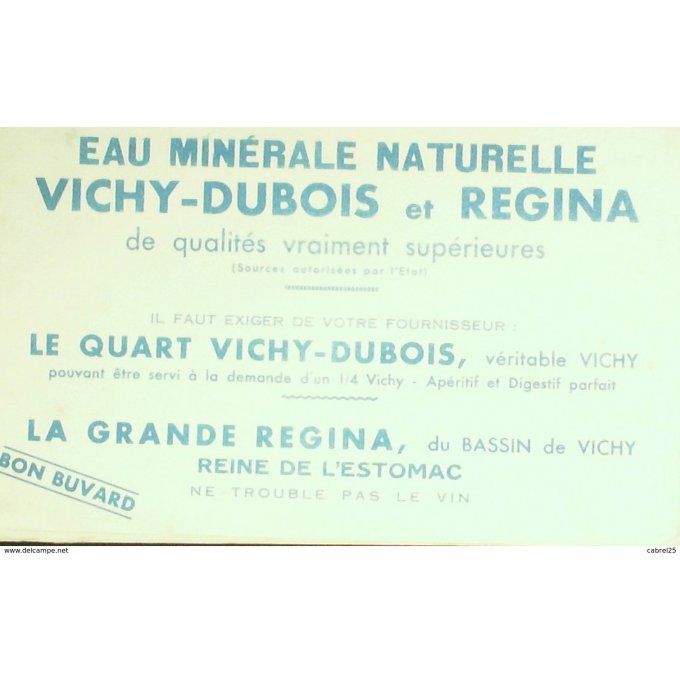 EAU MINÉRALE NATURELLE
VICHY-DUBOIS et REGINA
de qualités vraiment supérieures
(Sources autorisées par l'Etat)
IL FAUT EXIGER DE VOTRE FOURNISSEUR :
LE QUART VICHY-DUBOIS, véritable VICHY
pouvant être servi à la demande d'un 1/4 Vichy - Apéritif et Digestif parfait
LA GRANDE REGINA, du BASSIN de VICHY
REINE DE L'ESTOMAC
NE TROUBLE PAS LE VIN
BON BUVARD
www.delcampe.net
cabrel25